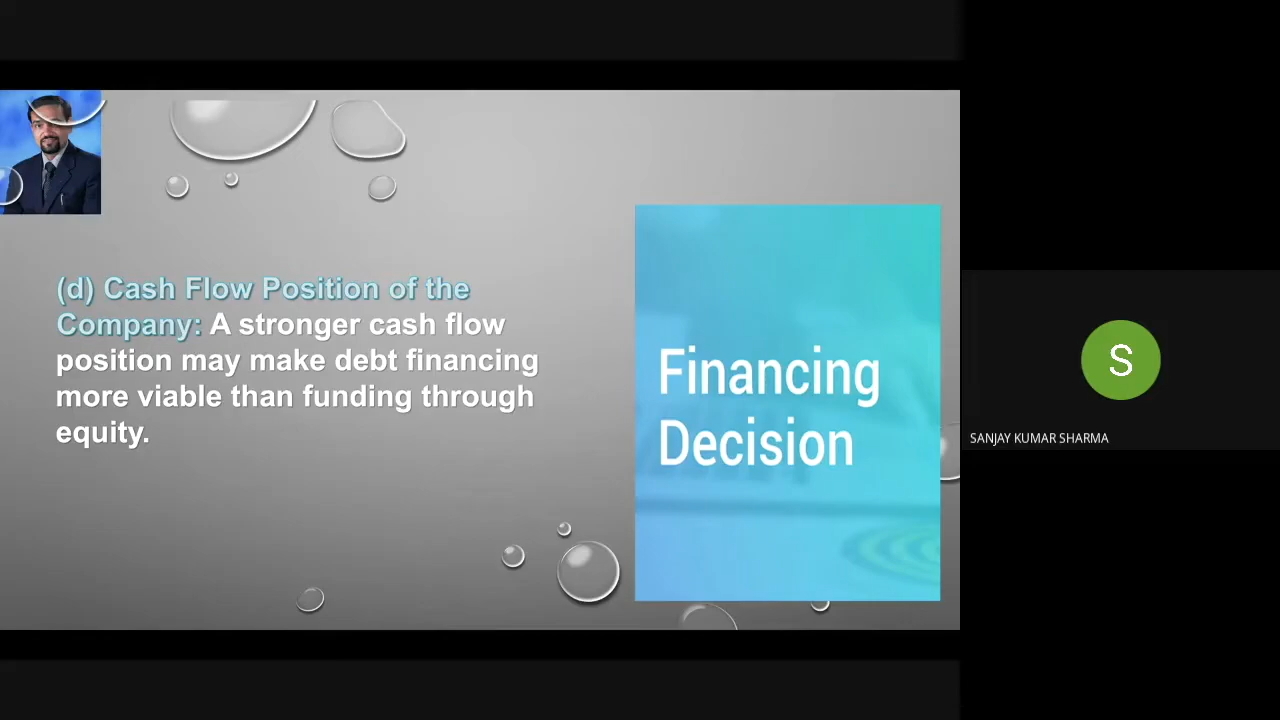 (d) Cash Flow Position of the
Company: A stronger cash flow
position may make debt financing
more viable than funding through
equity.
Financing
Decision
S
SANJAY KUMAR SHARMA